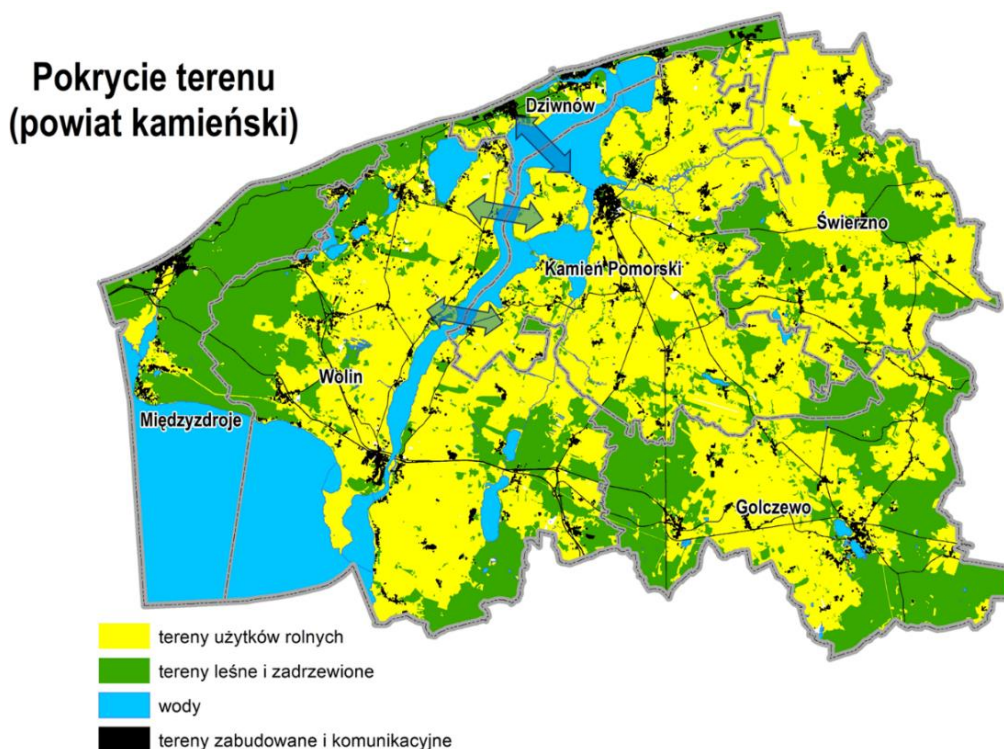 Pokrycie terenu
(powiat kamieński)
Dziwnów
Świerzno
Kamień Pomorski
Wolin
Międzyzdroje
Golczewo
tereny użytków rolnych
tereny leśne i zadrzewione
wody
tereny zabudowane i komunikacyjne